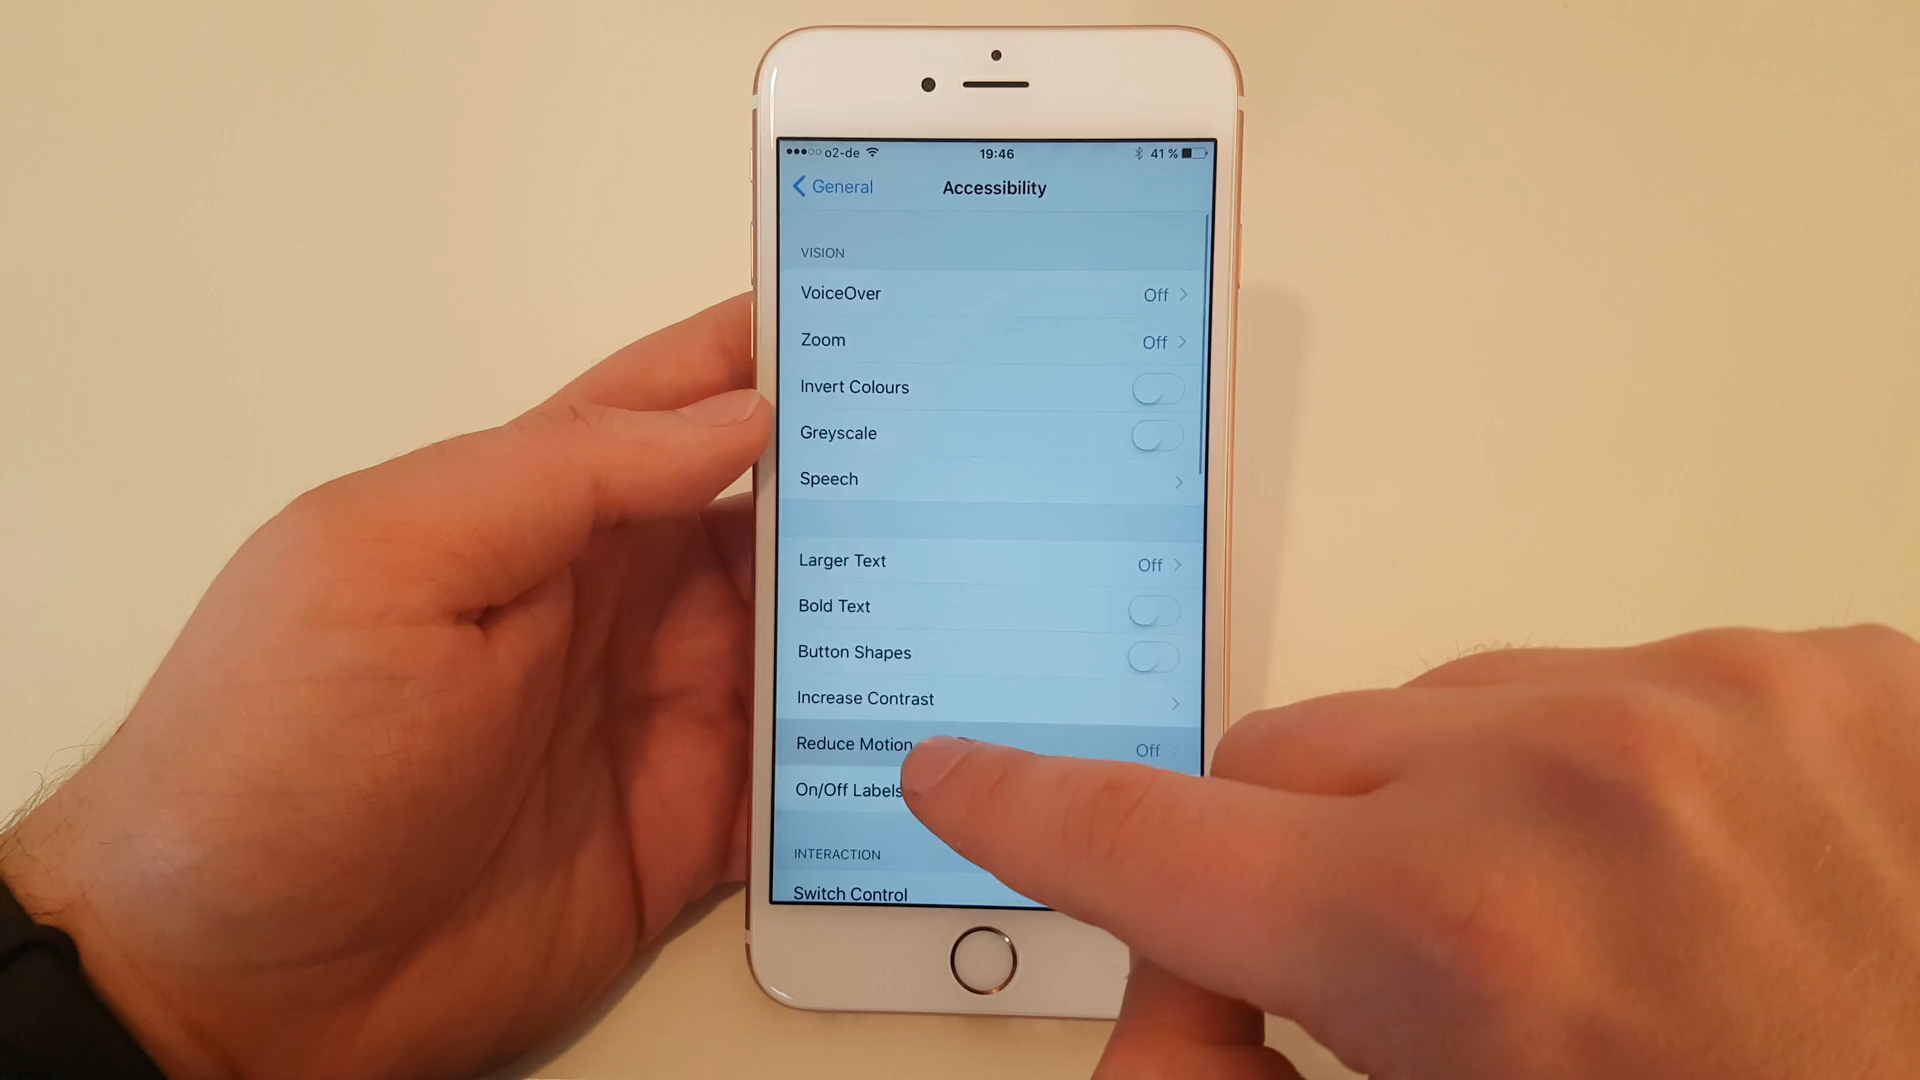 o2-de 19:46 41 %
General Accessibility
VISION
VoiceOver Off
Zoom Off
Invert Colours
Greyscale
Speech
Larger Text Off
Bold Text
Button Shapes
Increase Contrast
Reduce Motion Off
On/Off Labels
INTERACTION
Switch Control